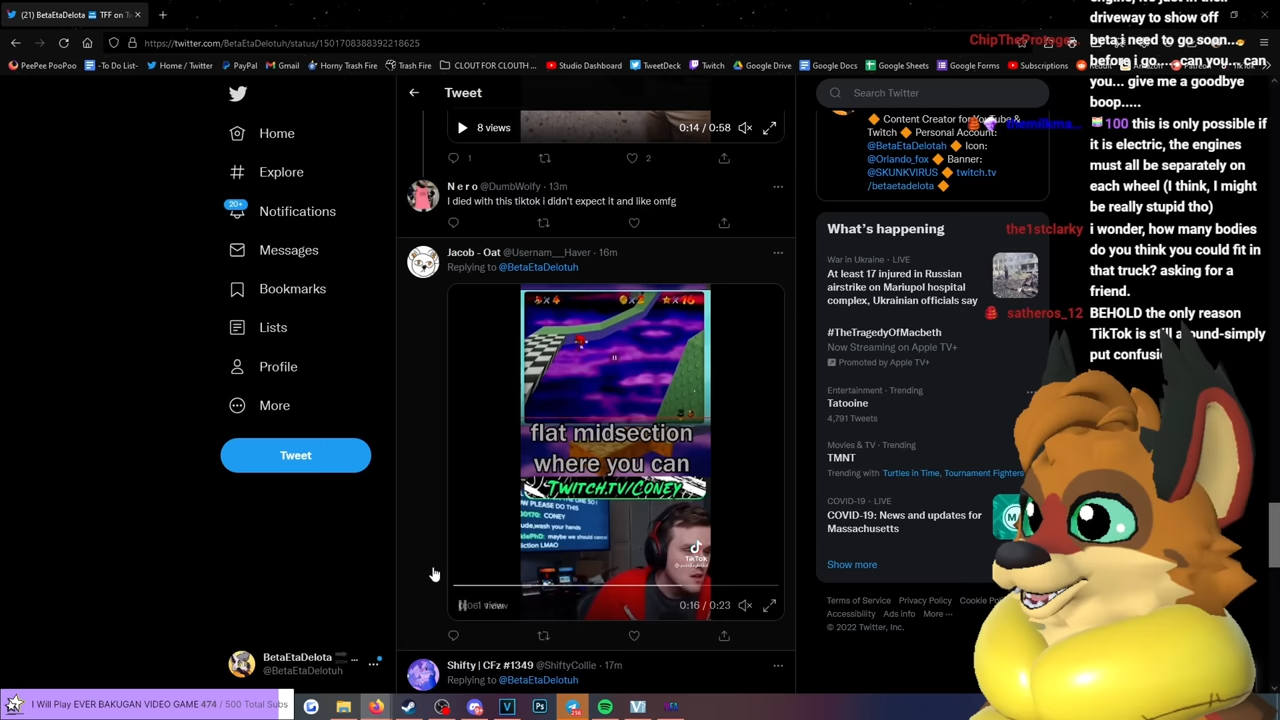 (21) BetaEtaDelota
TFF on T
https://twitter.com/BetaEtaDelotuh/status/1501708388392218625
PeePee PooPoo
-To Do List-
Home / Twitter
PayPal
Gmail
Horny Trash Fire
Trash Fire
CLOUT FOR CLOUTH ...
Studio Dashboard
TweetDeck
Twitch
Google Drive
Google Docs
Google Sheets
Google Forms
Subscriptions
Reddit
Home
Explore
20+
Notifications
Messages
Bookmarks
Lists
Profile
More
Tweet
BetaEtaDelota
...
@BetaEtaDelotuh
Tweet
8 views
0:14 / 0:58
1
2
N e r o @DumbWolfy · 13m
I died with this tiktok i didn't expect it and like omfg
Jacob - Oat @Usernam__Haver · 16m
Replying to @BetaEtaDelotuh
flat midsection
where you can
TWITCH.TV/CONEY
TikTok
1 view
0:16 / 0:23
Shifty | CFz #1349 @ShiftyCollie · 17m
Replying to @BetaEtaDelotuh
Search Twitter
Content Creator for YouTube &
Twitch
Personal Account:
@BetaEtaDelotah
Icon:
@Orlando_fox
Banner:
@SKUNKVIRUS
twitch.tv
/betaetadelota
What's happening
War in Ukraine · LIVE
At least 17 injured in Russian
airstrike on Mariupol hospital
complex, Ukrainian officials say
#TheTragedyOfMacbeth
Now Streaming on Apple TV+
Promoted by Apple TV+
Entertainment · Trending
Tatooine
4,791 Tweets
Movies & TV · Trending
TMNT
Trending with Turtles in Time, Tournament Fighters
COVID-19 · LIVE
COVID-19: News and updates for
Massachusetts
Show more
Terms of Service Privacy Policy Cookie
Accessibility Ads info More ...
© 2022 Twitter, Inc.
driveway to show off
ChipTheProtoge...
beta i need to go soon...
before i go..... can you... can
you... give me a goodbye
boop.....
100 this is only possible if
it is electric, the engines
must all be separately on
each wheel (I think, I might
be really stupid tho)
the1stclarky
i wonder, how many bodies
do you think you could fit in
that truck? asking for a
friend.
satheros_12
BEHOLD the only reason
TikTok is still around-simply
put
I Will Play EVER BAKUGAN VIDEO GAME 474 / 500 Total Subs